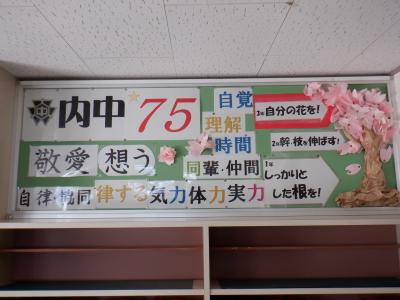 内中 75
敬愛 想う
自律・協同 律する 気力 体力 実力
自覚
理解
時間
同輩・仲間
3年 自分の花を!
2年 幹・枝を伸ばす!
1年
しっかりと
した根を!